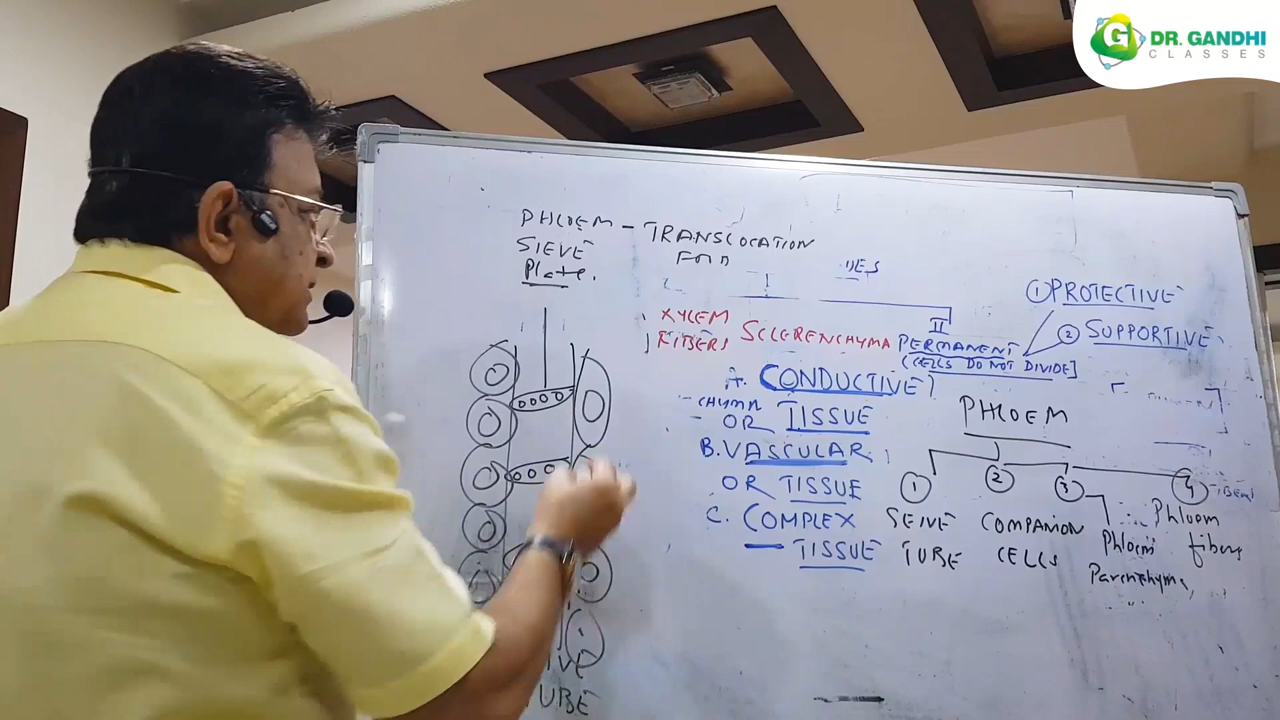 DR. GANDHI
CLASSES
PHLOEM - TRANSLOCATION
SIEVE FOOD
Plate.
XYLEM
FIBERS
SCLERENCHYMA
II
PERMANENT
(CELLS DO NOT DIVIDE]
① PROTECTIVE
② SUPPORTIVE
A. CONDUCTIVE
OR TISSUE
B. VASCULAR
OR TISSUE
C. COMPLEX
TISSUE
PHLOEM
① ② ③ 4
SEIVE
TUBE
COMPANION
CELLS
Phloem
Parenchyma
Phloem
fibers
TUBE